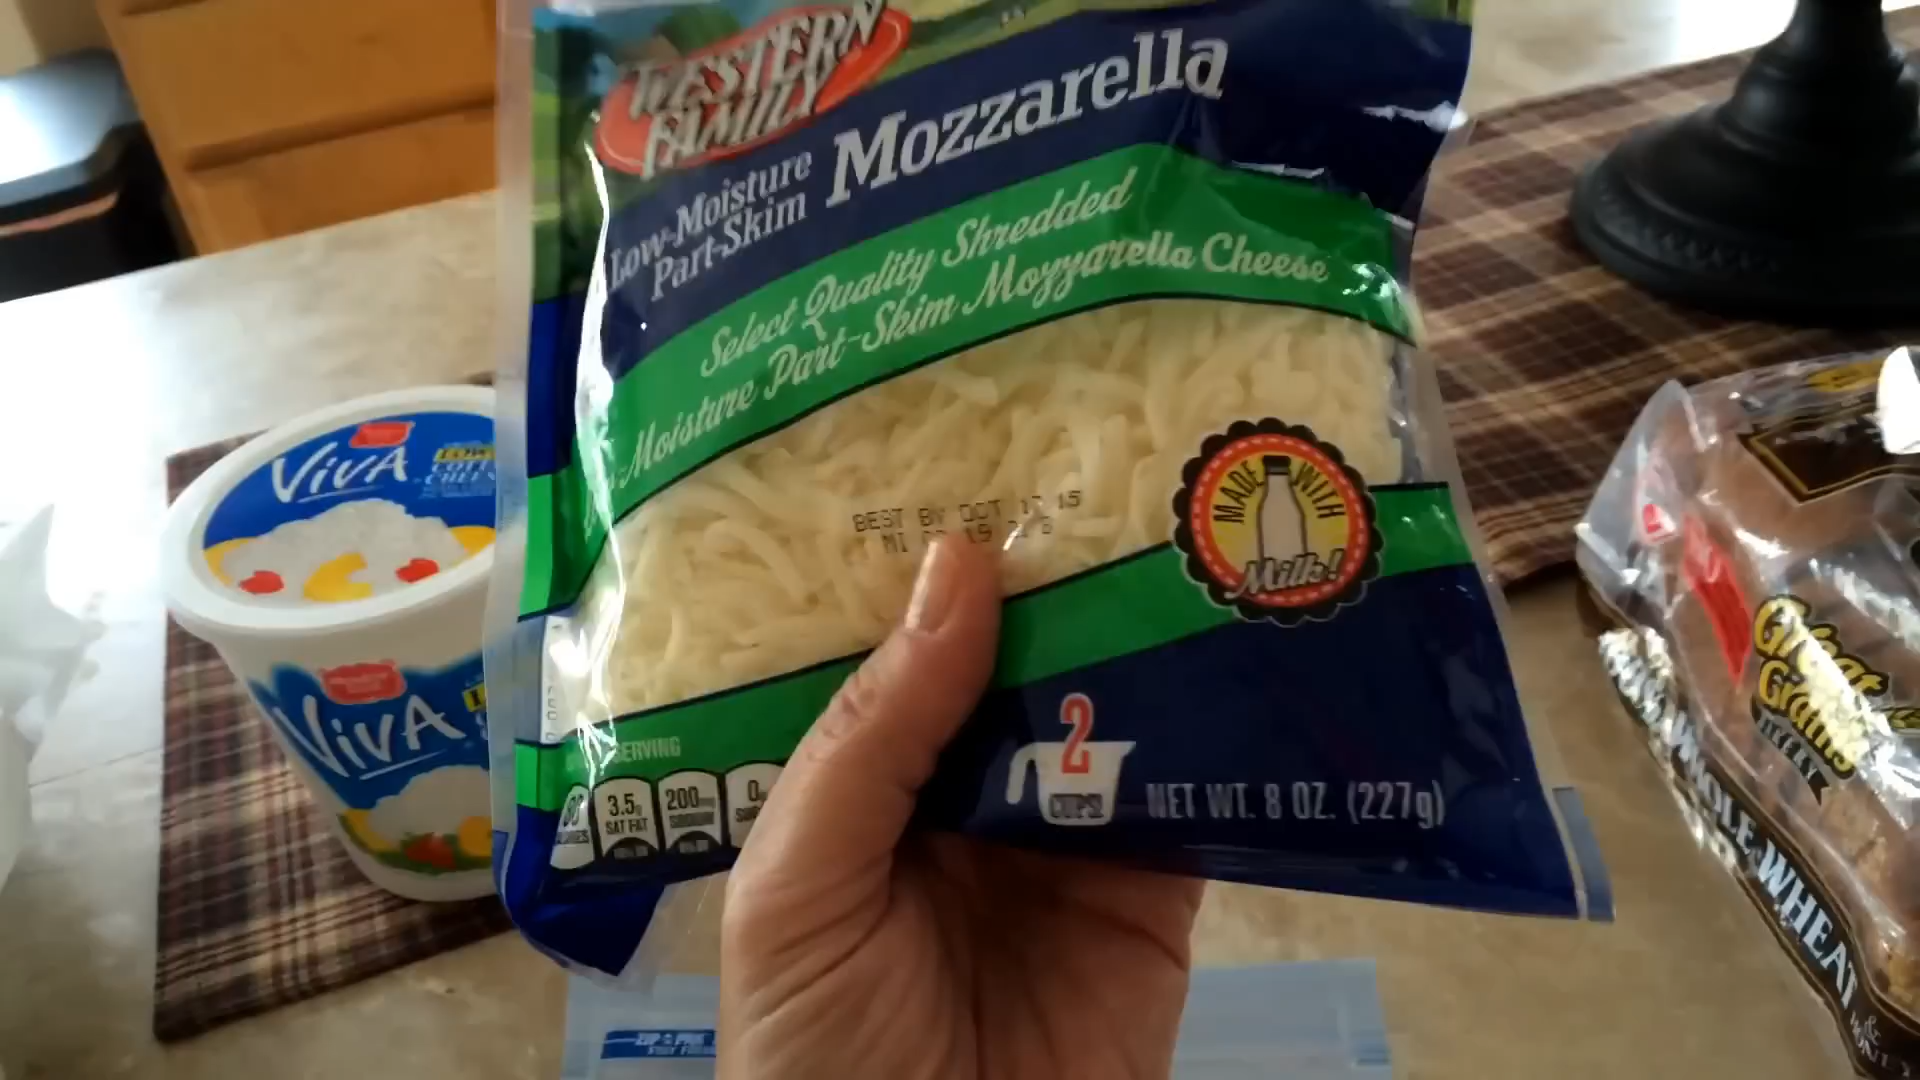 WESTERN
FAMILY
Low-Moisture
Part-Skim
Mozzarella
Select Quality Shredded
Moisture Part-Skim Mozzarella Cheese
BEST BY OCT 15
MADE WITH
Milk!
SERVING
3.5g
SAT FAT
200mg
SODIUM
2
CUPS
NET WT. 8 OZ. (227g)
VivA
VivA
Great
Grains
WHOLE WHEAT
&
HONEY